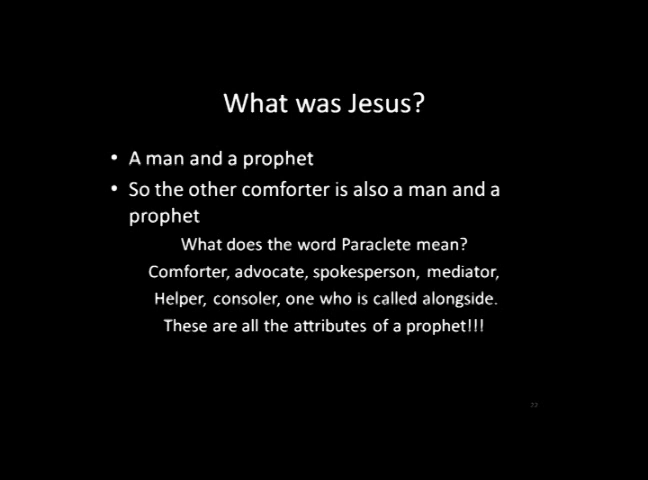 What was Jesus?
• A man and a prophet
• So the other comforter is also a man and a
prophet
What does the word Paraclete mean?
Comforter, advocate, spokesperson, mediator,
Helper, consoler, one who is called alongside.
These are all the attributes of a prophet!!!